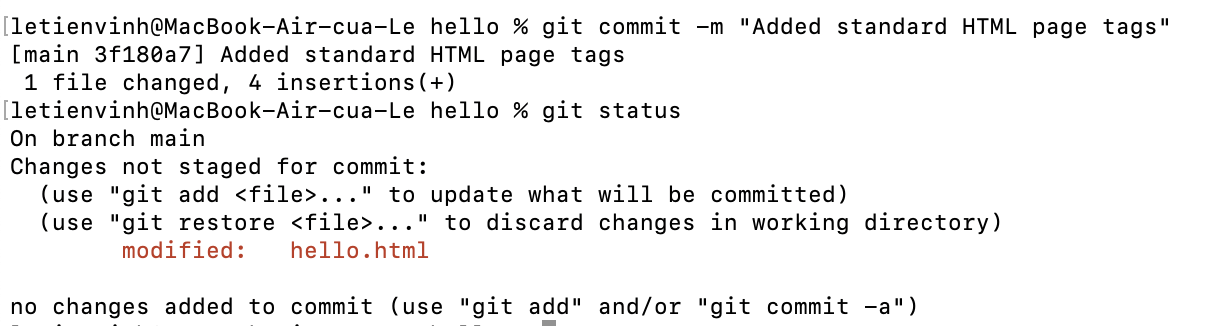 [letienvinh@MacBook-Air-cua-Le hello % git commit -m "Added standard HTML page tags"
[main 3f180a7] Added standard HTML page tags
 1 file changed, 4 insertions(+)
[letienvinh@MacBook-Air-cua-Le hello % git status
On branch main
Changes not staged for commit:
  (use "git add <file>..." to update what will be committed)
  (use "git restore <file>..." to discard changes in working directory)
        modified:   hello.html
no changes added to commit (use "git add" and/or "git commit -a")